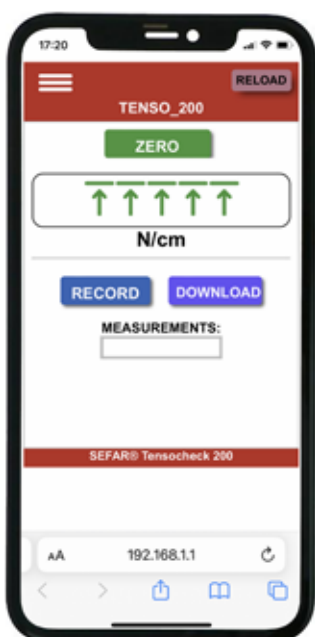 17:20
RELOAD
TENSO_200
ZERO
N/cm
RECORD DOWNLOAD
MEASUREMENTS:
SEFAR® Tensocheck 200
AA 192.168.1.1